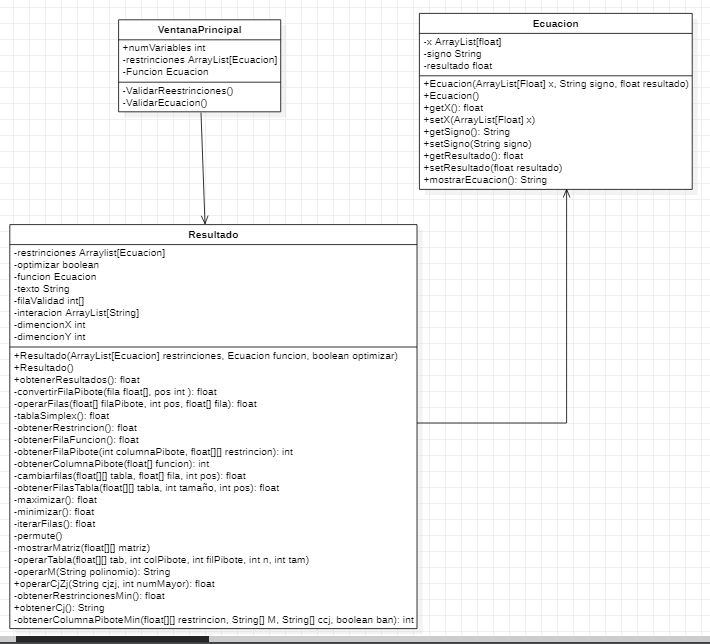 VentanaPrincipal
+numVariables int
-restrinciones ArrayList[Ecuacion]
-Funcion Ecuacion
-ValidarReestrinciones()
-ValidarEcuacion()
Ecuacion
-x ArrayList[float]
-signo String
-resultado float
+Ecuacion(ArrayList[Float] x, String signo, float resultado)
+Ecuacion()
+getX(): float
+setX(ArrayList[Float] x)
+getSigno(): String
+setSigno(String signo)
+getResultado(): float
+setResultado(float resultado)
+mostrarEcuacion(): String
Resultado
-restrinciones Arraylist[Ecuacion]
-optimizar boolean
-funcion Ecuacion
-texto String
-filaValidad int[]
-interacion ArrayList[String]
-dimencionX int
-dimencionY int
+Resultado(ArrayList[Ecuacion] restrinciones, Ecuacion funcion, boolean optimizar)
+Resultado()
+obtenerResultados(): float
-convertirFilaPibote(fila float[], pos int ): float
-operarFilas(float[] filaPibote, int pos, float[] fila): float
-tablaSimplex(): float
-obtenerRestrincion(): float
-obtenerFilaFuncion(): float
-obtenerFilaPibote(int columnaPibote, float[][] restrincion): int
-obtenerColumnaPibote(float[] funcion): int
-cambiarfilas(float[][] tabla, float[] fila, int pos): float
-obtenerFilasTabla(float[][] tabla, int tamaño, int pos): float
-maximizar(): float
-minimizar(): float
-iterarFilas(): float
-permute()
-mostrarMatriz(float[][] matriz)
-operarTabla(float[][] tab, int colPibote, int filPibote, int n, int tam)
-operarM(String polinomio): String
+operarCjZj(String cjzj, int numMayor): float
-obtenerRestrincionesMin(): float
+obtenerCj(): String
-obtenerColumnaPiboteMin(float[][] restrincion, String[] M, String[] ccj, boolean ban): int